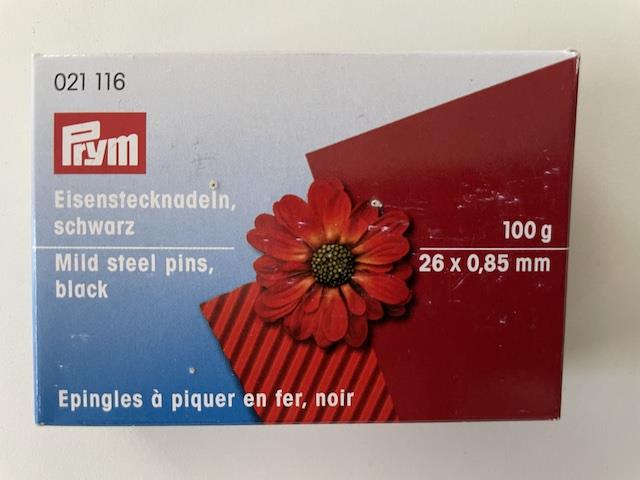 021 116
Prym
Eisenstecknadeln,
schwarz
100 g
Mild steel pins,
black
26 x 0,85 mm
Epingles à piquer en fer, noir